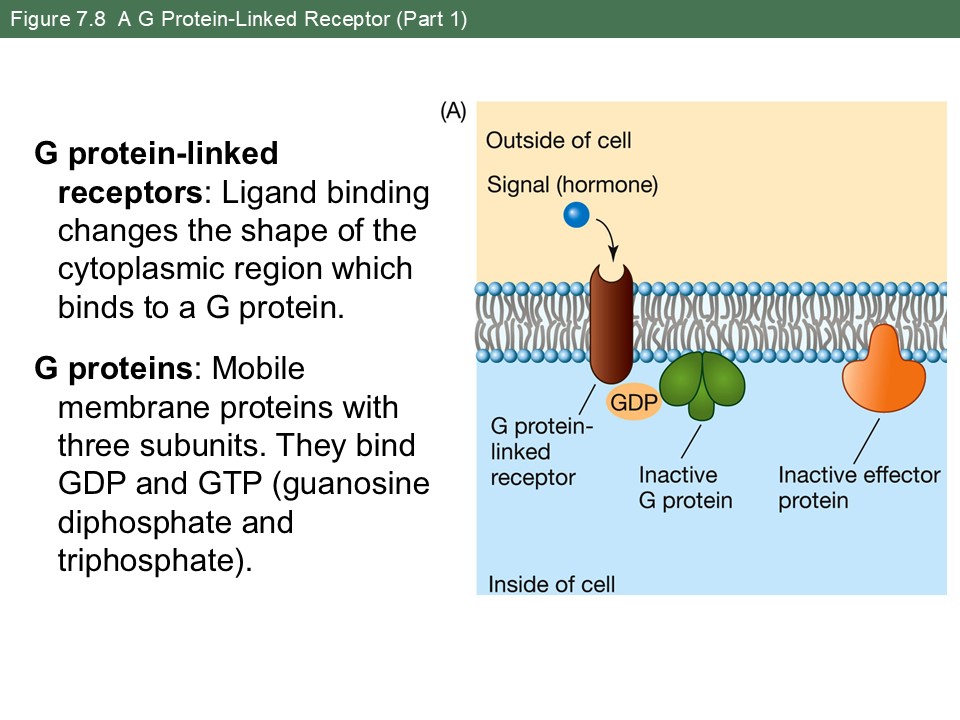 Figure 7.8  A G Protein-Linked Receptor (Part 1)
G protein-linked
receptors: Ligand binding
changes the shape of the
cytoplasmic region which
binds to a G protein.
G proteins: Mobile
membrane proteins with
three subunits. They bind
GDP and GTP (guanosine
diphosphate and
triphosphate).
(A)
Outside of cell
Signal (hormone)
GDP
G protein-
linked
receptor
Inactive
G protein
Inactive effector
protein
Inside of cell